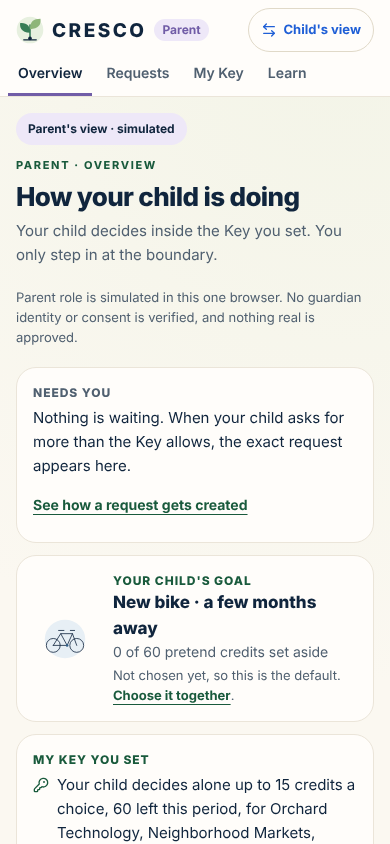 CRESCO Parent Child's view
Overview Requests My Key Learn
Parent's view · simulated
PARENT · OVERVIEW
How your child is doing
Your child decides inside the Key you set. You
only step in at the boundary.
Parent role is simulated in this one browser. No guardian
identity or consent is verified, and nothing real is
approved.
NEEDS YOU
Nothing is waiting. When your child asks for
more than the Key allows, the exact request
appears here.
See how a request gets created
YOUR CHILD'S GOAL
New bike · a few months
away
0 of 60 pretend credits set aside
Not chosen yet, so this is the default.
Choose it together.
MY KEY YOU SET
Your child decides alone up to 15 credits a
choice, 60 left this period, for Orchard
Technology, Neighborhood Markets,